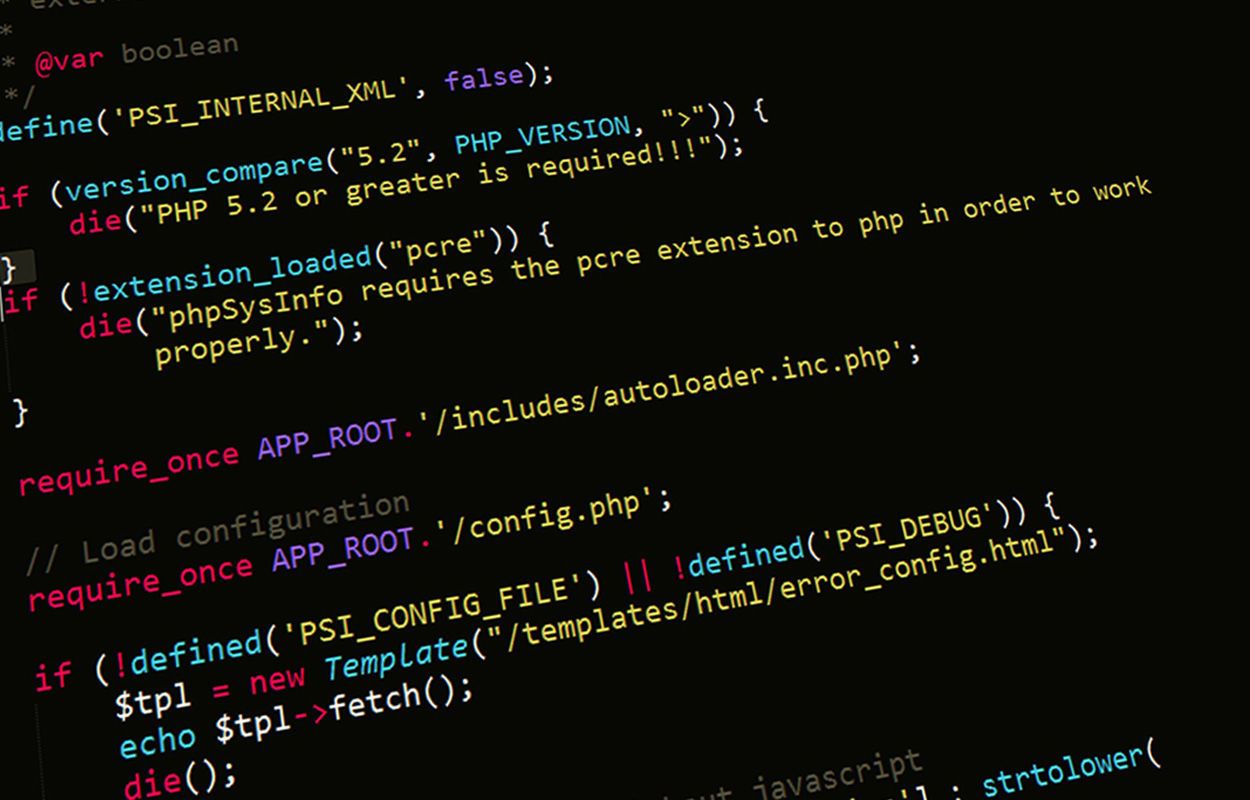 *
* @var boolean
*/
define('PSI_INTERNAL_XML', false);
if (version_compare("5.2", PHP_VERSION, ">")) {
die("PHP 5.2 or greater is required!!!");
}
if (!extension_loaded("pcre")) {
die("phpSysInfo requires the pcre extension to php in order to work
properly.");
}
require_once APP_ROOT.'/includes/autoloader.inc.php';
// Load configuration
require_once APP_ROOT.'/config.php';
if (!defined('PSI_CONFIG_FILE') || !defined('PSI_DEBUG')) {
$tpl = new Template("/templates/html/error_config.html");
echo $tpl->fetch();
die();
javascript
strtolower(